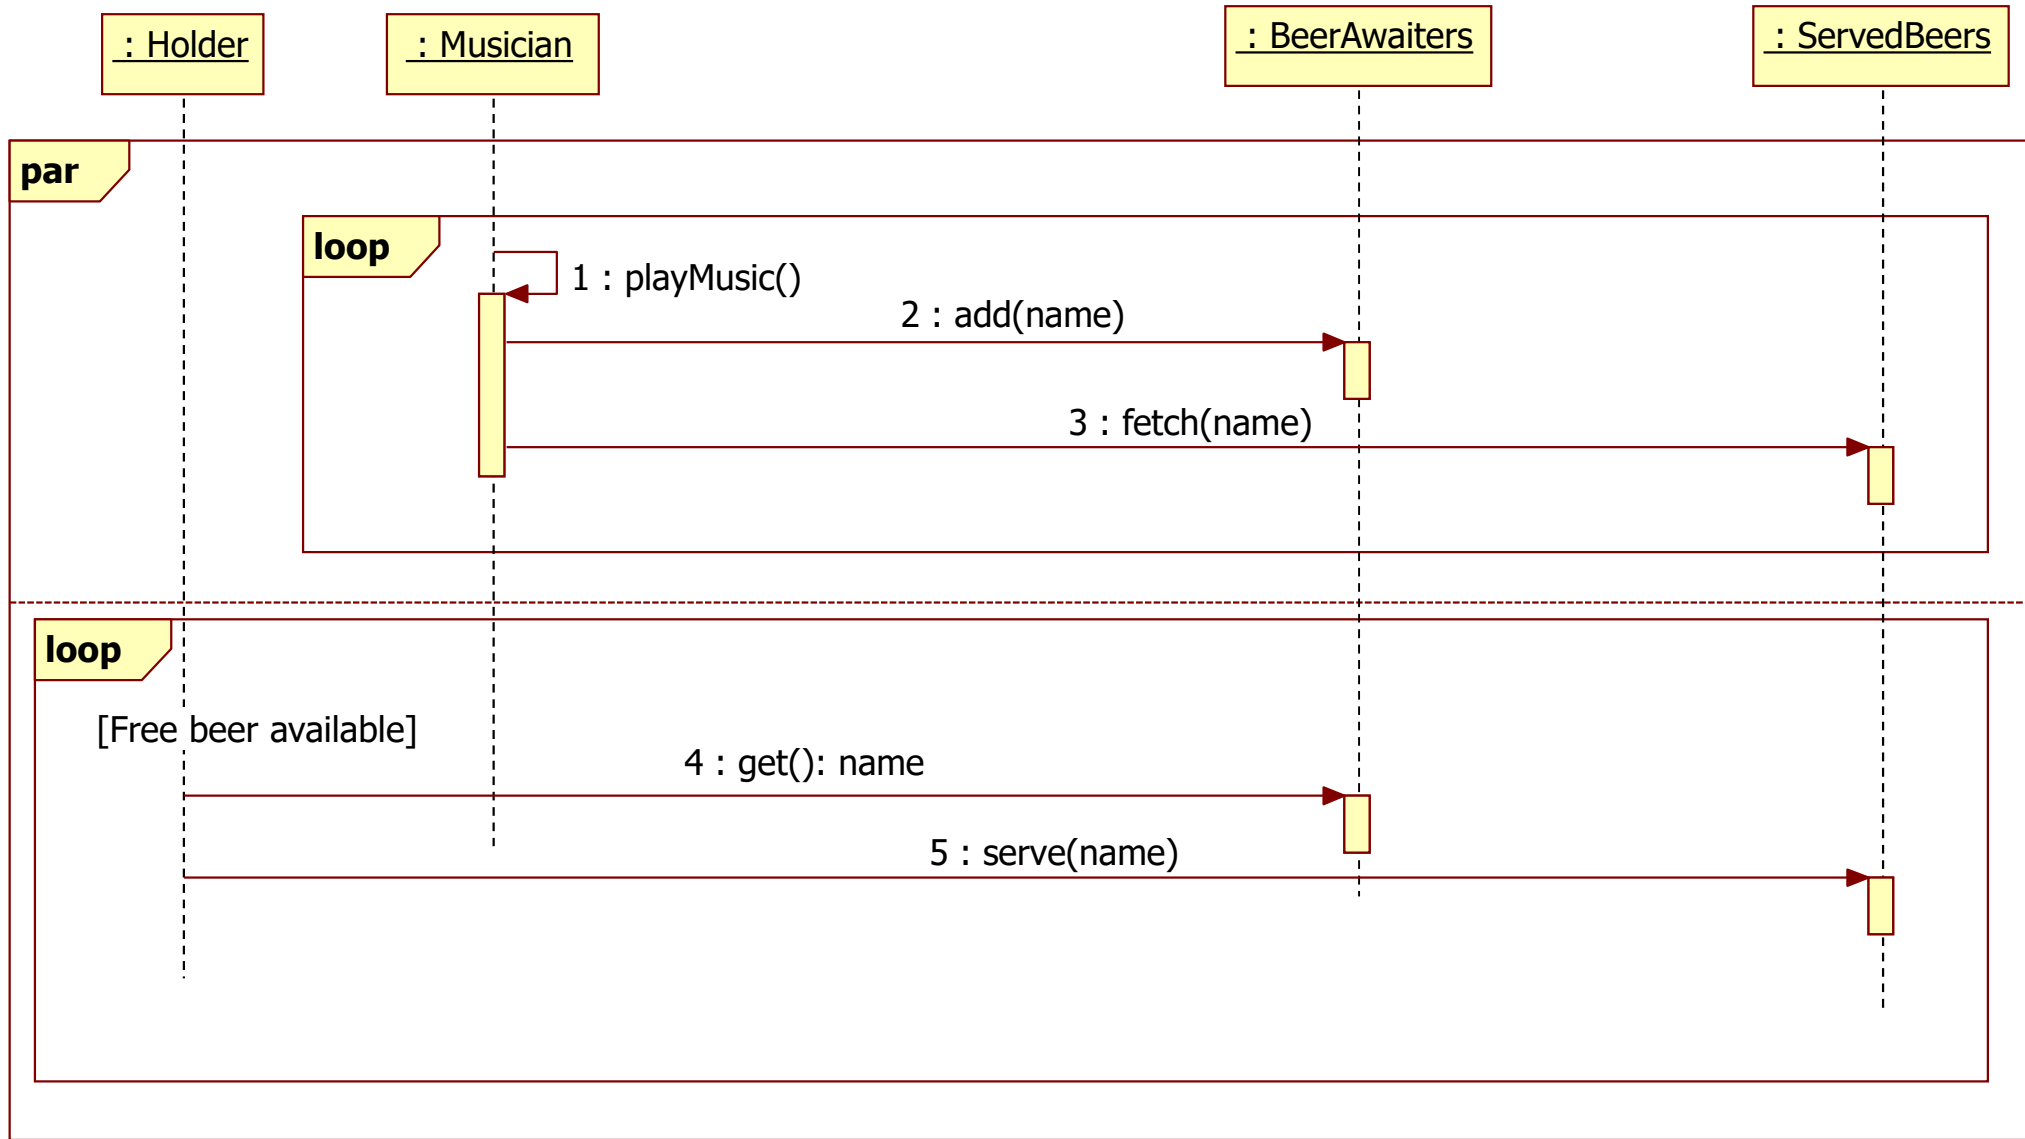 : Holder
: Musician
: BeerAwaiters
: ServedBeers
par
loop
1 : playMusic()
2 : add(name)
3 : fetch(name)
loop
[Free beer available]
4 : get(): name
5 : serve(name)